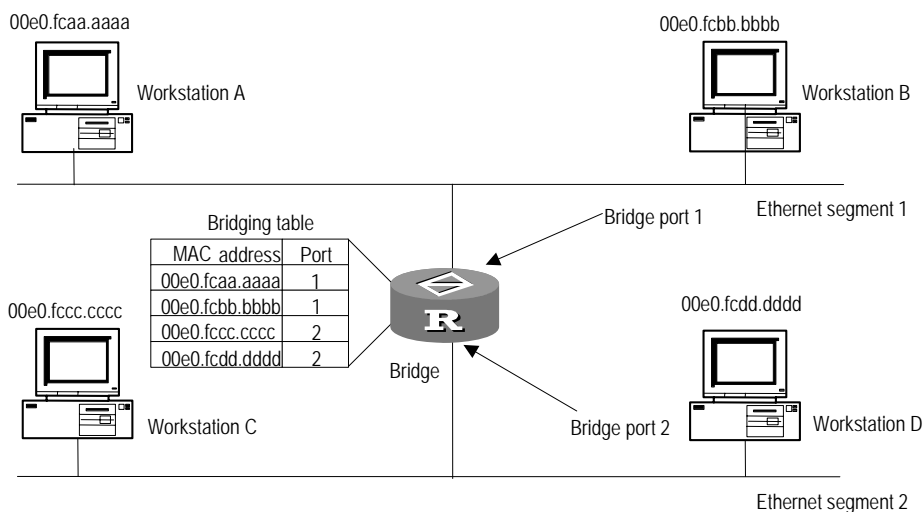 00e0.fcaa.aaaa
00e0.fcbb.bbbb
Workstation A
Workstation B
Ethernet segment 1
Bridge port 1
Bridging table
MAC address Port
00e0.fcaa.aaaa 1
00e0.fcbb.bbbb 1
00e0.fccc.cccc 2
00e0.fcdd.dddd 2
00e0.fccc.cccc
00e0.fcdd.dddd
R
Bridge
Workstation C
Bridge port 2
Workstation D
Ethernet segment 2